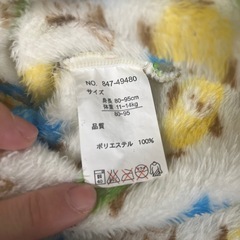 NO. 847-49480
サイズ
身長 80~95cm
体重 11~14kg
80-95
品質
ポリエステル 100%